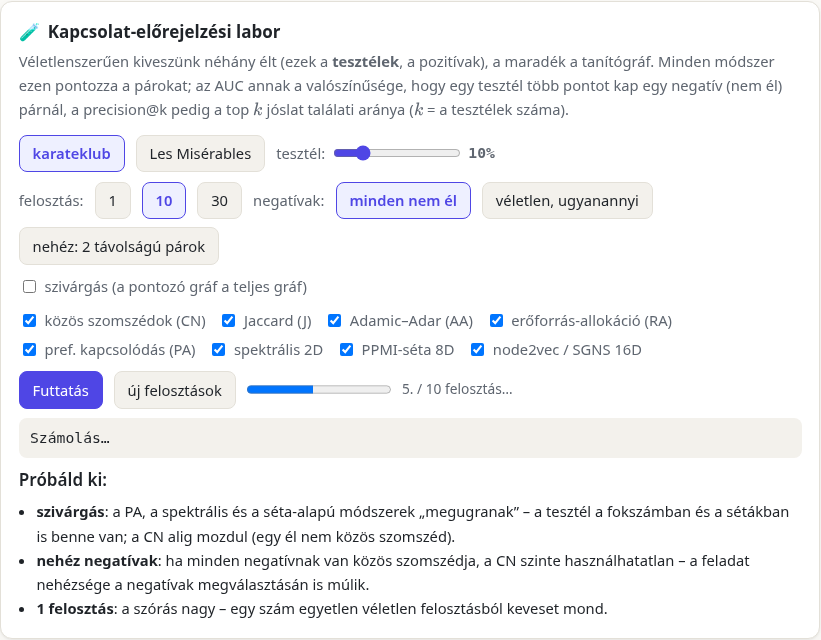 🧪 Kapcsolat-előrejelzési labor
Véletlenszerűen kiveszünk néhány élt (ezek a tesztélek, a pozitívak), a maradék a tanítógráf. Minden módszer
ezen pontozza a párokat; az AUC annak a valószínűsége, hogy egy tesztél több pontot kap egy negatív (nem él)
párnál, a precision@k pedig a top k jóslat találati aránya (k = a tesztélek száma).
karateklub Les Misérables tesztél: 10%
felosztás: 1 10 30 negatívak: minden nem él véletlen, ugyanannyi
nehéz: 2 távolságú párok
szivárgás (a pontozó gráf a teljes gráf)
közös szomszédok (CN) Jaccard (J) Adamic–Adar (AA) erőforrás-allokáció (RA)
pref. kapcsolódás (PA) spektrális 2D PPMI-séta 8D node2vec / SGNS 16D
Futtatás új felosztások 5. / 10 felosztás…
Számolás…
Próbáld ki:
• szivárgás: a PA, a spektrális és a séta-alapú módszerek „megugranak” – a tesztél a fokszámban és a sétákban
is benne van; a CN alig mozdul (egy él nem közös szomszéd).
• nehéz negatívak: ha minden negatívnak van közös szomszédja, a CN szinte használhatatlan – a feladat
nehézsége a negatívak megválasztásán is múlik.
• 1 felosztás: a szórás nagy – egy szám egyetlen véletlen felosztásból keveset mond.